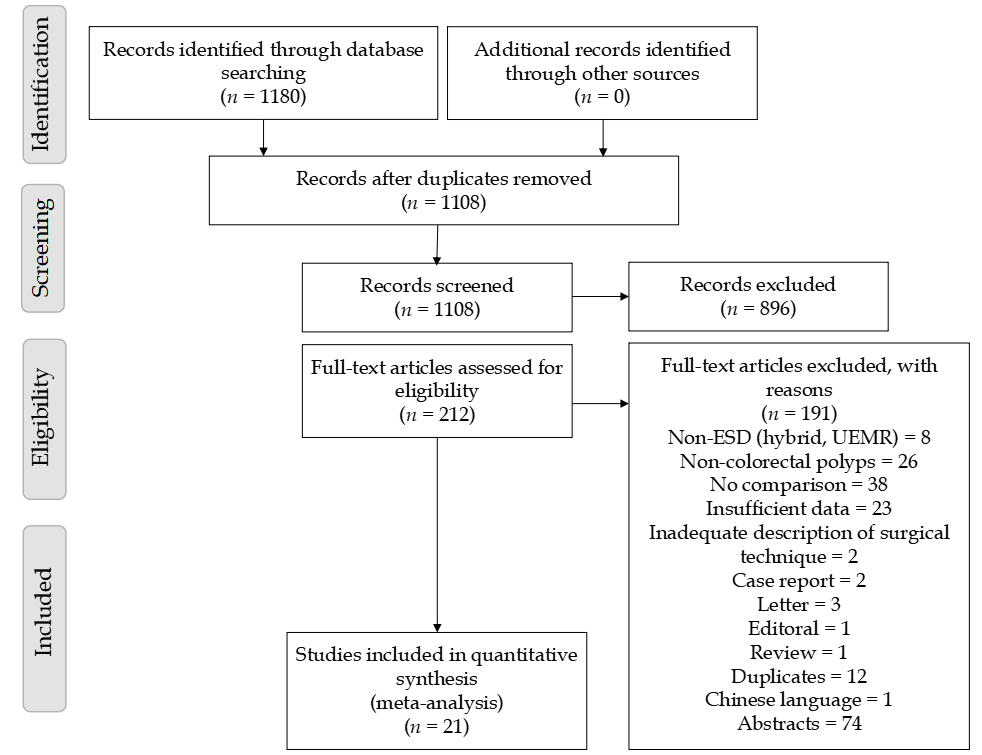 Identification
Records identified through database
searching
(n = 1180)
Additional records identified
through other sources
(n = 0)
Records after duplicates removed
(n = 1108)
Screening
Records screened
(n = 1108)
Records excluded
(n = 896)
Eligibility
Full-text articles assessed for
eligibility
(n = 212)
Full-text articles excluded, with
reasons
(n = 191)
Non-ESD (hybrid, UEMR) = 8
Non-colorectal polyps = 26
No comparison = 38
Insufficient data = 23
Inadequate description of surgical
technique = 2
Case report = 2
Letter = 3
Editoral = 1
Review = 1
Duplicates = 12
Chinese language = 1
Abstracts = 74
Included
Studies included in quantitative
synthesis
(meta-analysis)
(n = 21)